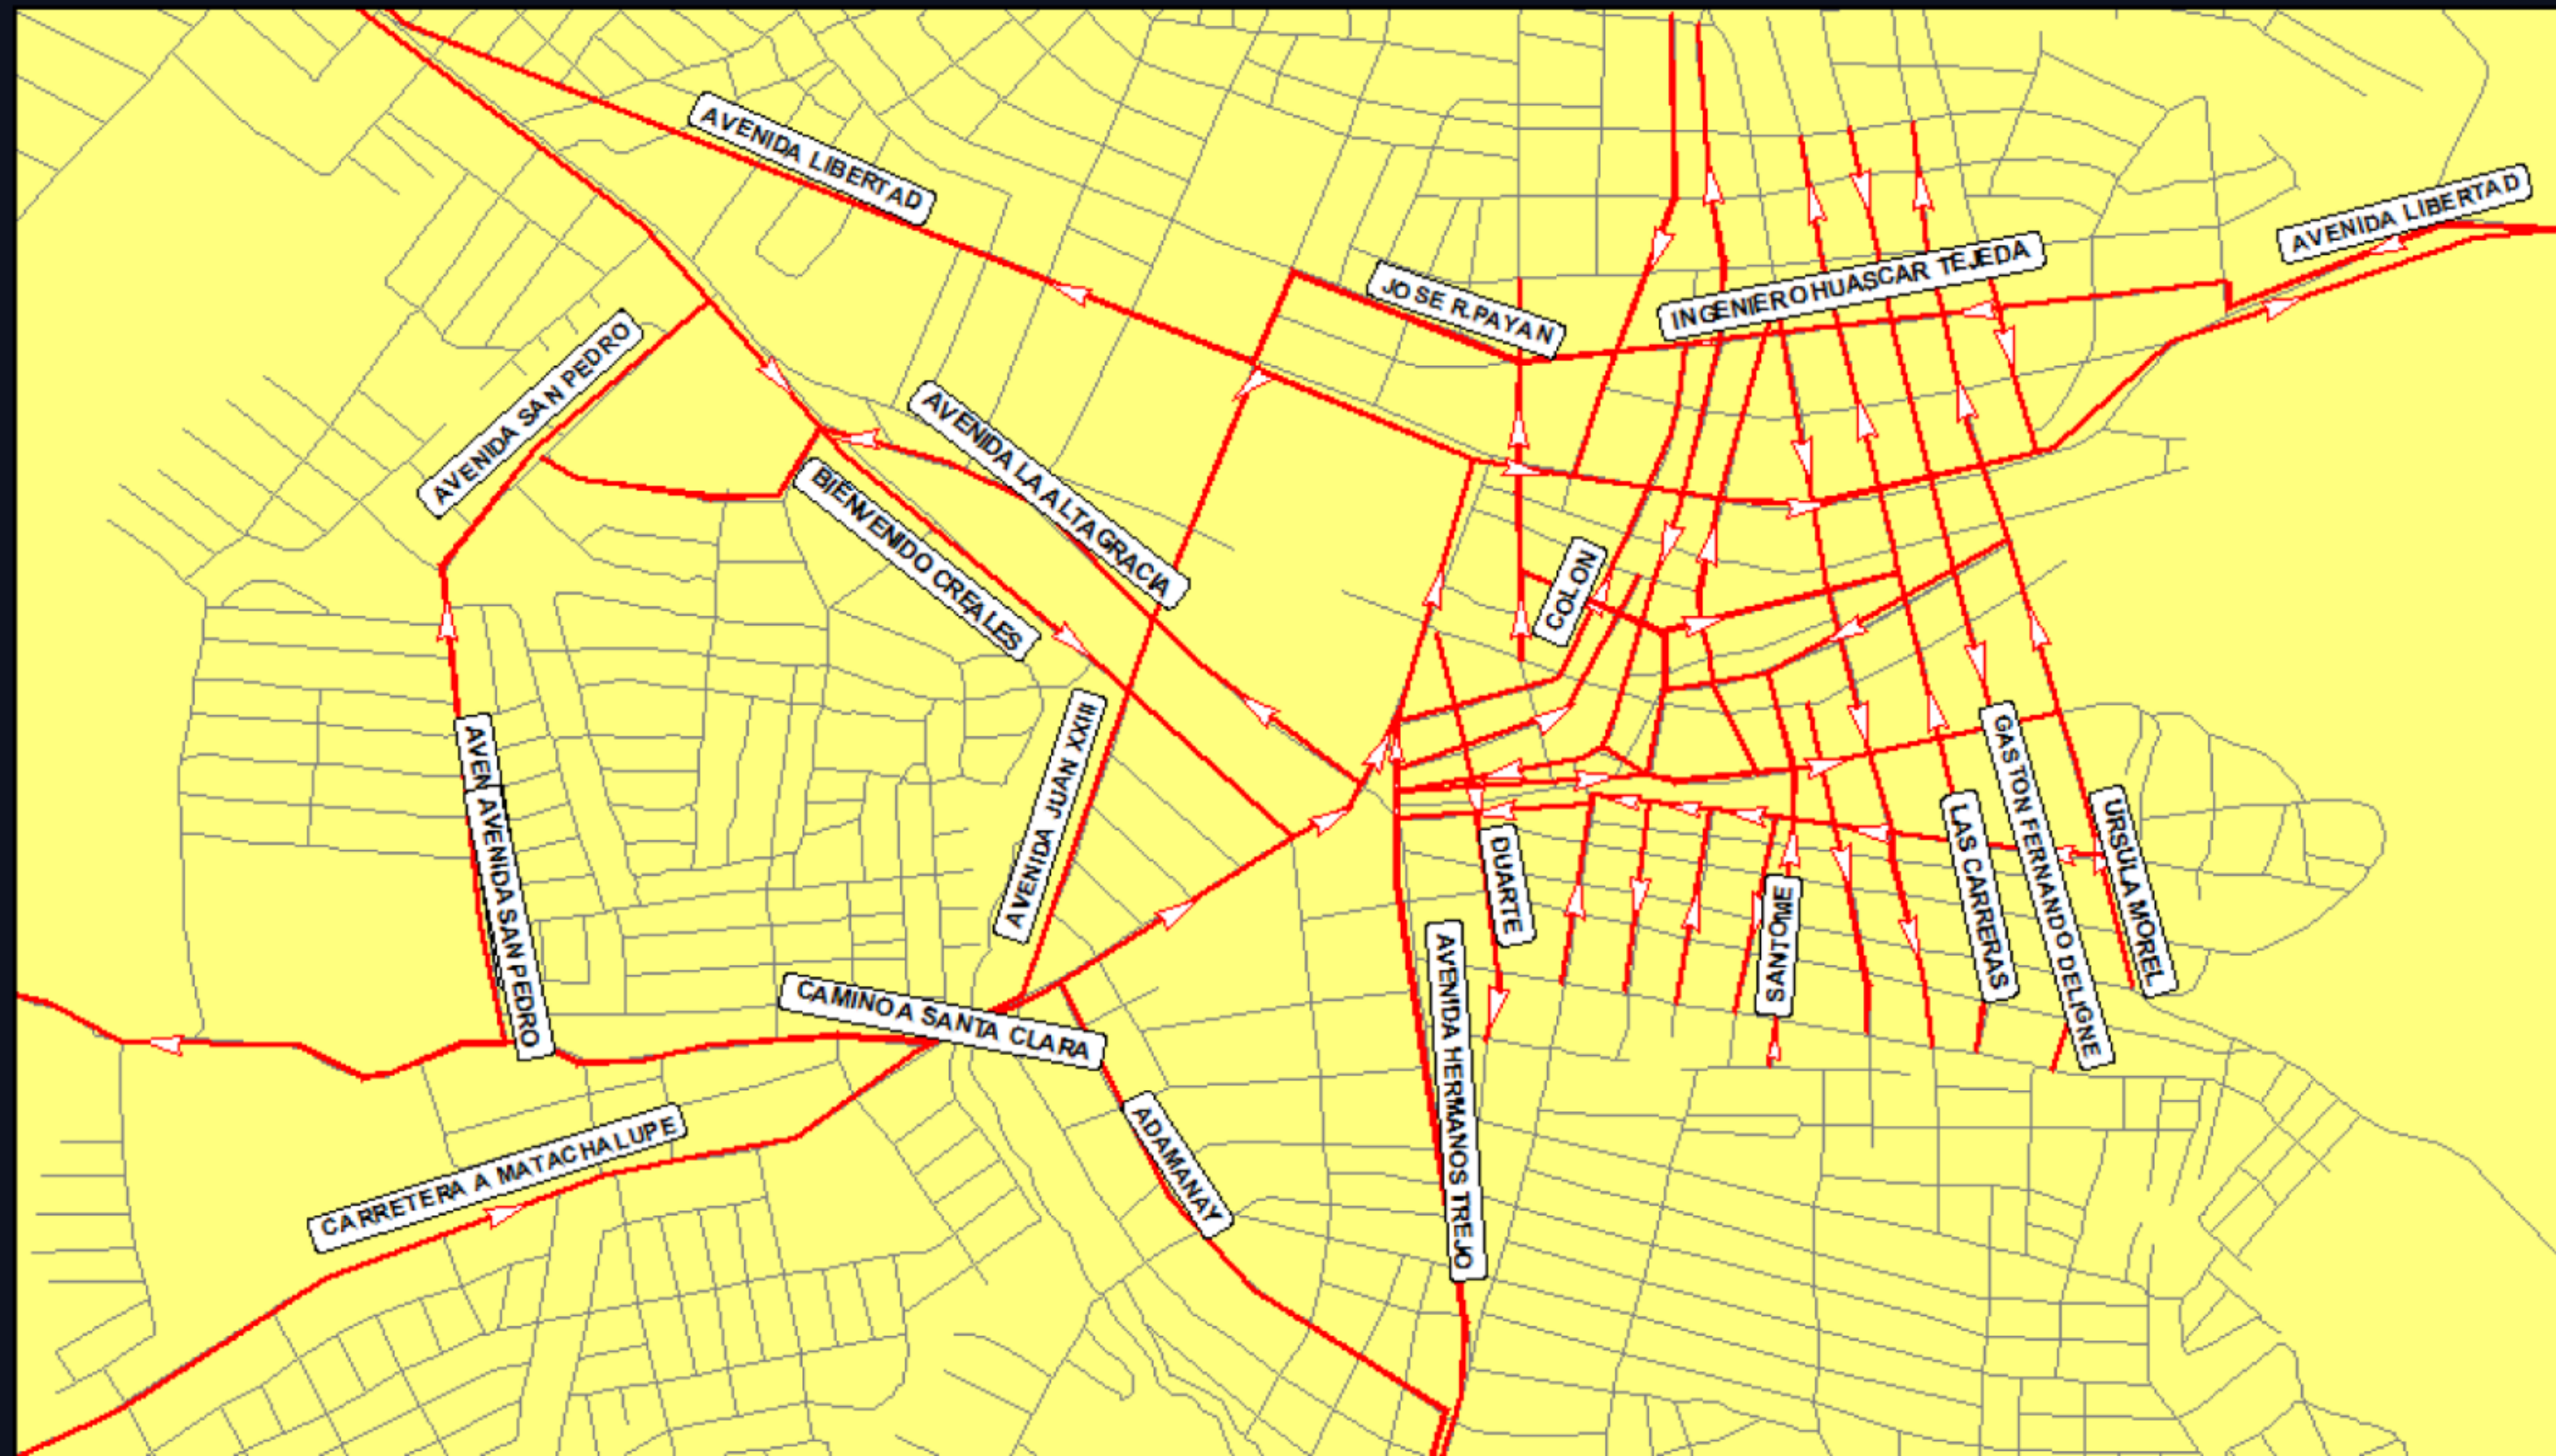 AVENIDA LIBERTAD
AVENIDA LIBERTAD
INGENIERO HUASCAR TEJEDA
JOSE R.PAYAN
AVENIDA SAN PEDRO
AVENIDA LA ALTAGRACIA
BIENVENIDO CREALES
COLON
AVENIDA JUAN XXIII
AVEN
AVENIDA SAN PEDRO
GASTON FERNANDO DELIGNE
URSULA MOREL
LAS CARRERAS
DUARTE
SANTOME
AVENIDA HERMANOS TREJO
CAMINO A SANTA CLARA
ADAMANAY
CARRETERA A MATACHALUPE